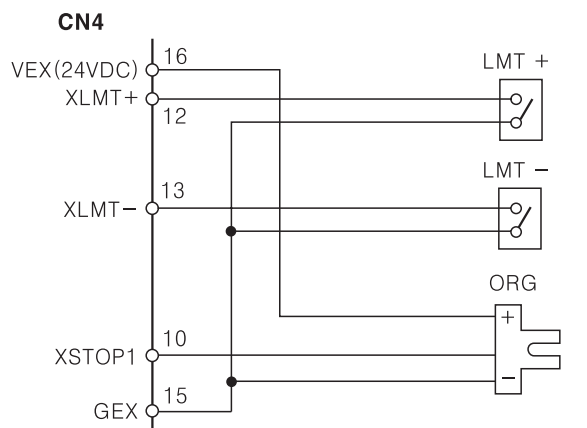 CN4
16
VEX(24VDC)
LMT +
XLMT+
12
LMT −
13
XLMT−
ORG
+
10
XSTOP1
−
15
GEX